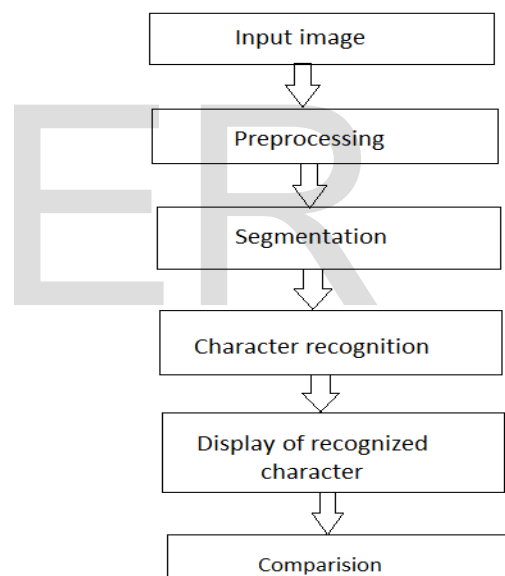 Input image
ER
Preprocessing
Segmentation
Character recognition
Display of recognized
character
Comparision